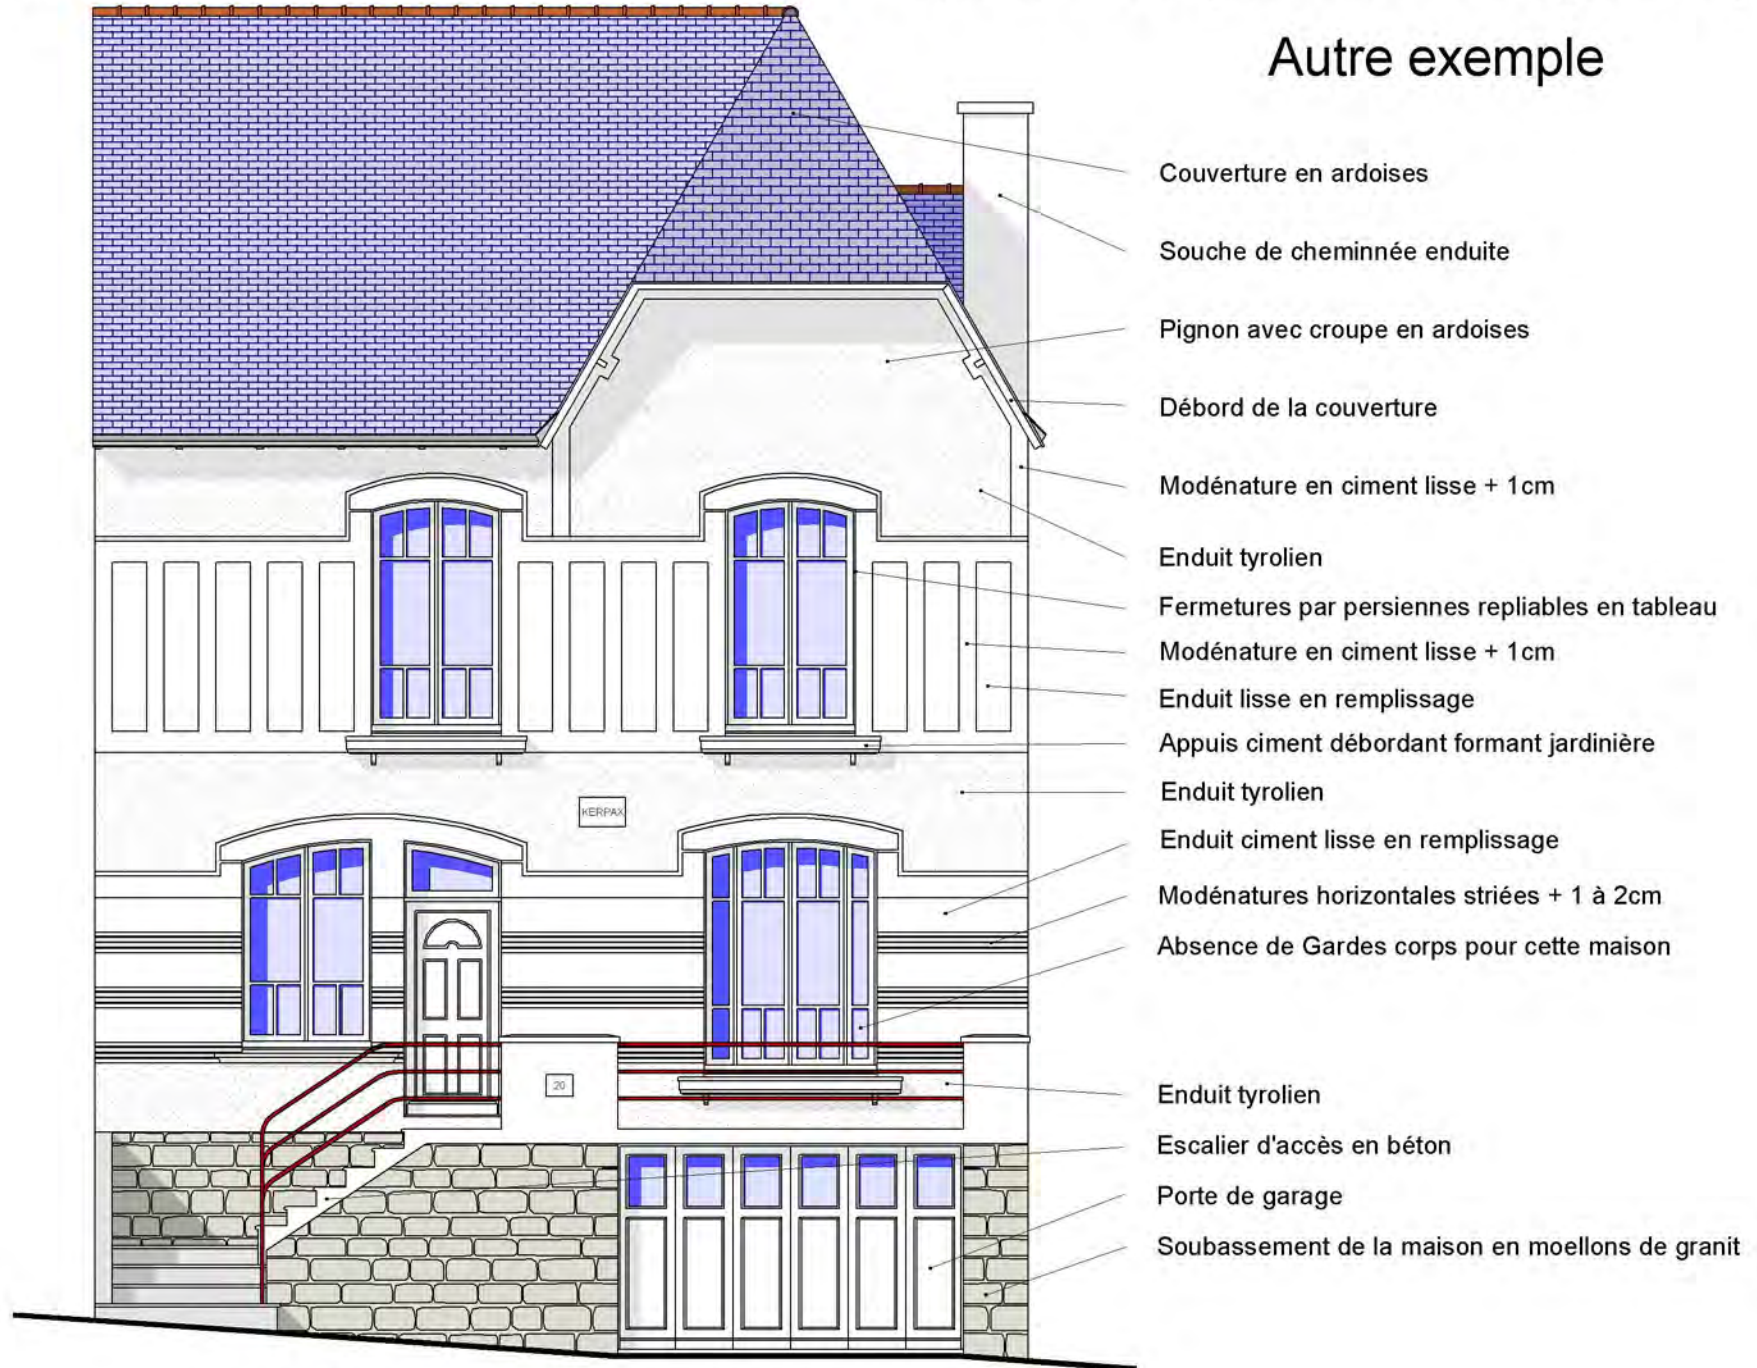 Autre exemple
Couverture en ardoises
Souche de cheminnée enduite
Pignon avec croupe en ardoises
Débord de la couverture
Modénature en ciment lisse + 1cm
Enduit tyrolien
Fermetures par persiennes repliables en tableau
Modénature en ciment lisse + 1cm
Enduit lisse en remplissage
Appuis ciment débordant formant jardinière
Enduit tyrolien
KERPAX
Enduit ciment lisse en remplissage
Modénatures horizontales striées + 1 à 2cm
Absence de Gardes corps pour cette maison
20
Enduit tyrolien
Escalier d'accès en béton
Porte de garage
Soubassement de la maison en moellons de granit